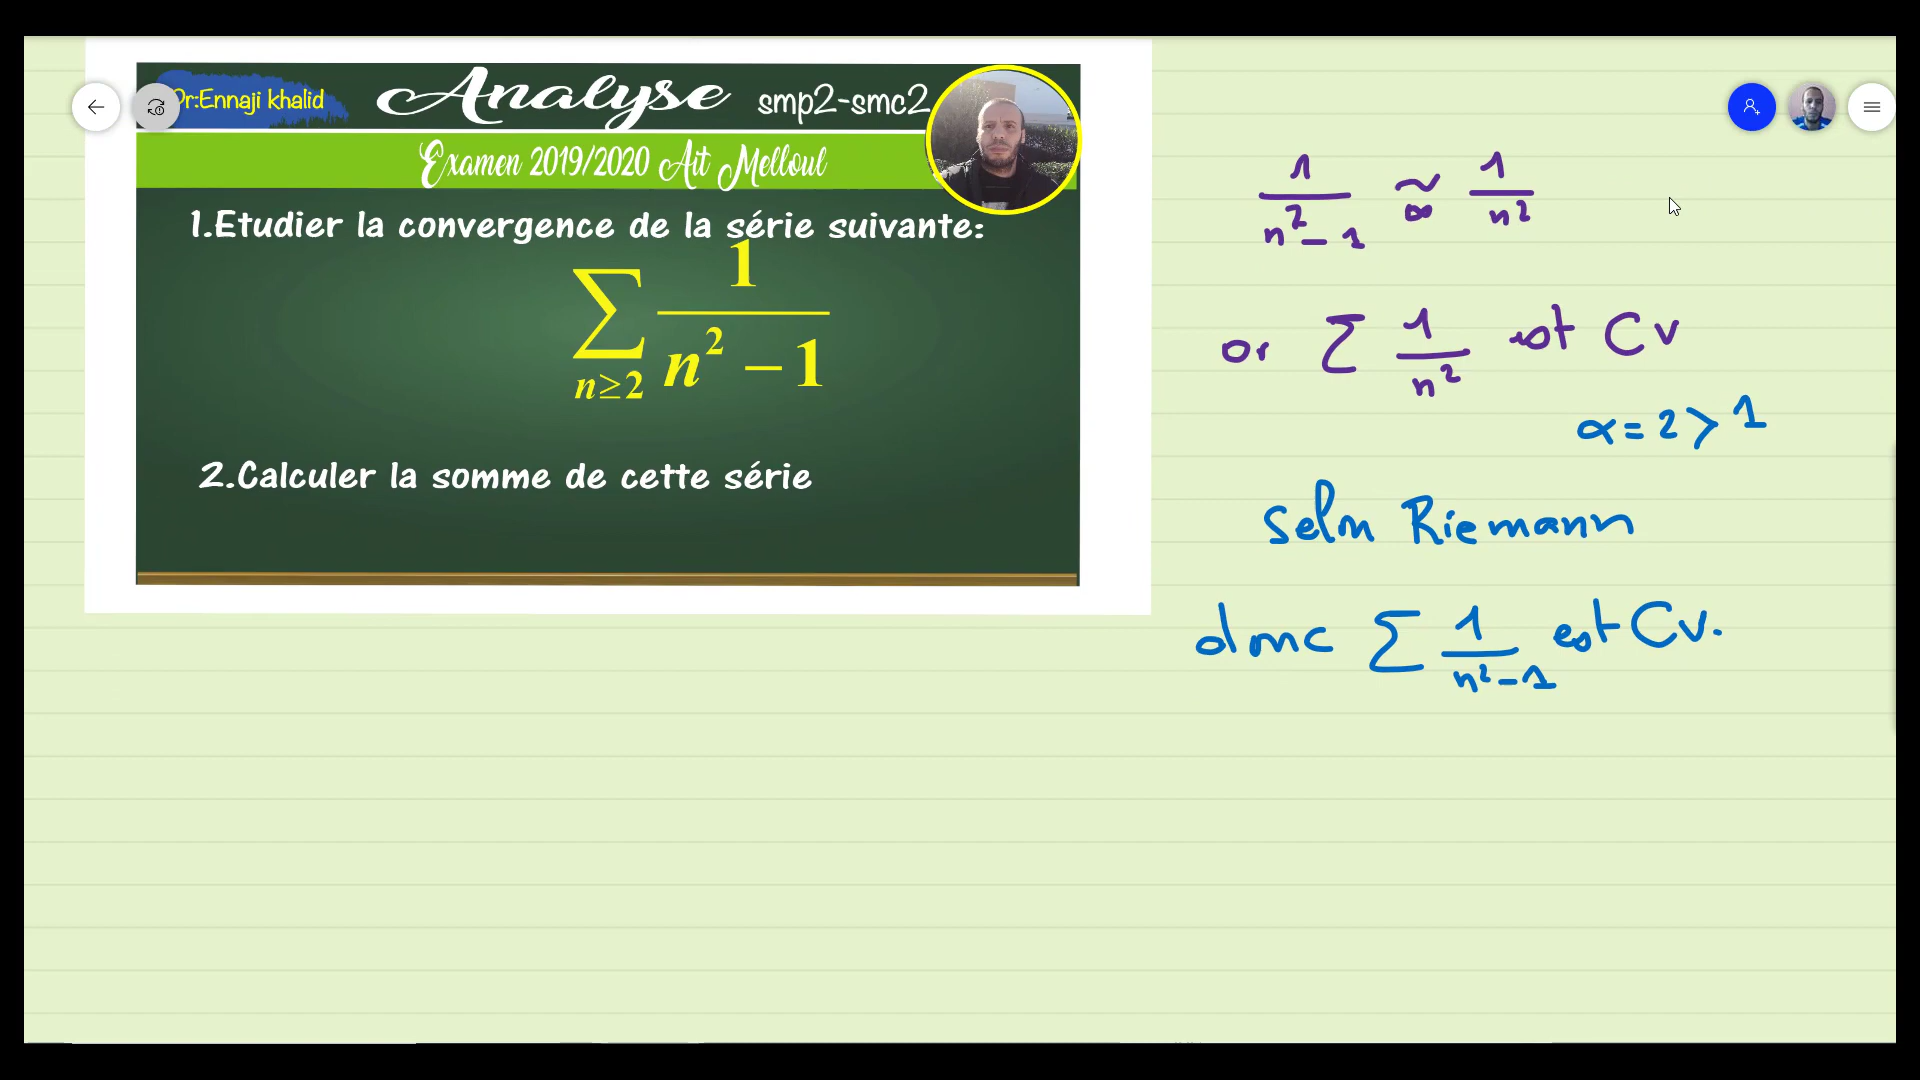 Dr:Ennaji khalid
Analyse smp2-smc2
Examen 2019/2020 Ait Melloul
1.Etudier la convergence de la série suivante:
∑_{n≥2} 1/(n² − 1)
2.Calculer la somme de cette série
1/(n² − 1) ~_∞ 1/n²
or ∑ 1/n² est Cv
α = 2 > 1
Selon Riemann
donc ∑ 1/(n² − 1) est Cv.